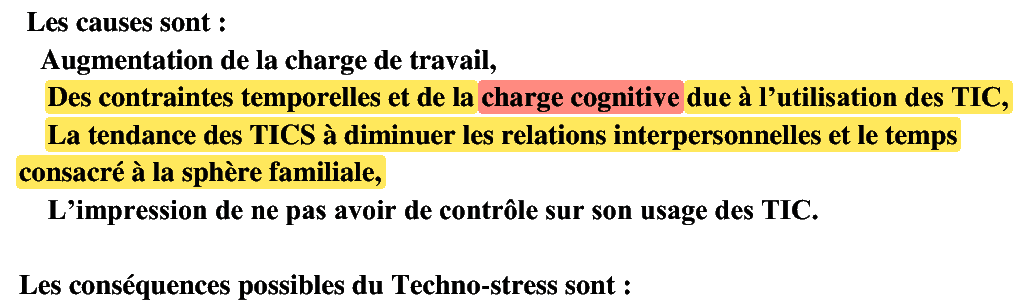 Les causes sont :
Augmentation de la charge de travail,
Des contraintes temporelles et de la charge cognitive due à l'utilisation des TIC,
La tendance des TICS à diminuer les relations interpersonnelles et le temps
consacré à la sphère familiale,
L'impression de ne pas avoir de contrôle sur son usage des TIC.
Les conséquences possibles du Techno-stress sont :